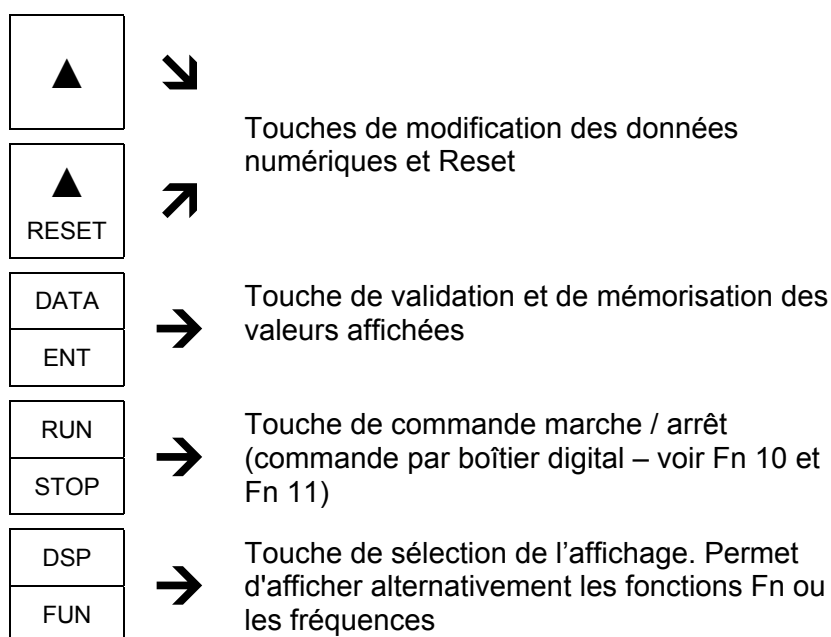 ▲
Touches de modification des données
numériques et Reset
▲
RESET
DATA
ENT
Touche de validation et de mémorisation des
valeurs affichées
RUN
STOP
Touche de commande marche / arrêt
(commande par boîtier digital – voir Fn 10 et
Fn 11)
DSP
FUN
Touche de sélection de l’affichage. Permet
d'afficher alternativement les fonctions Fn ou
les fréquences